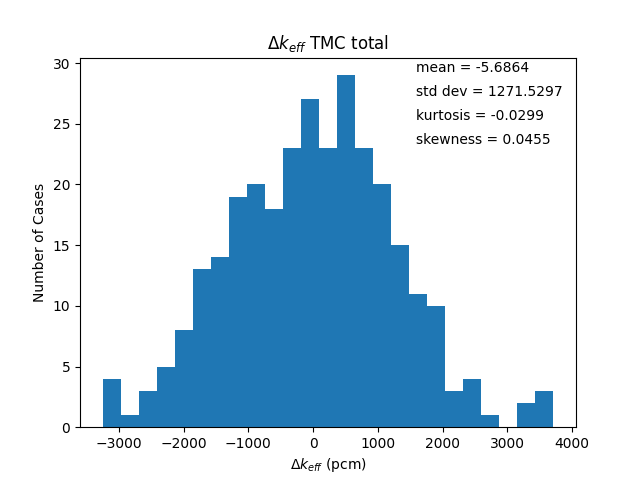 Δk_eff TMC total
mean = -5.6864
std dev = 1271.5297
kurtosis = -0.0299
skewness = 0.0455
30
25
20
15
10
5
0
Number of Cases
−3000 −2000 −1000 0 1000 2000 3000 4000
Δk_eff (pcm)